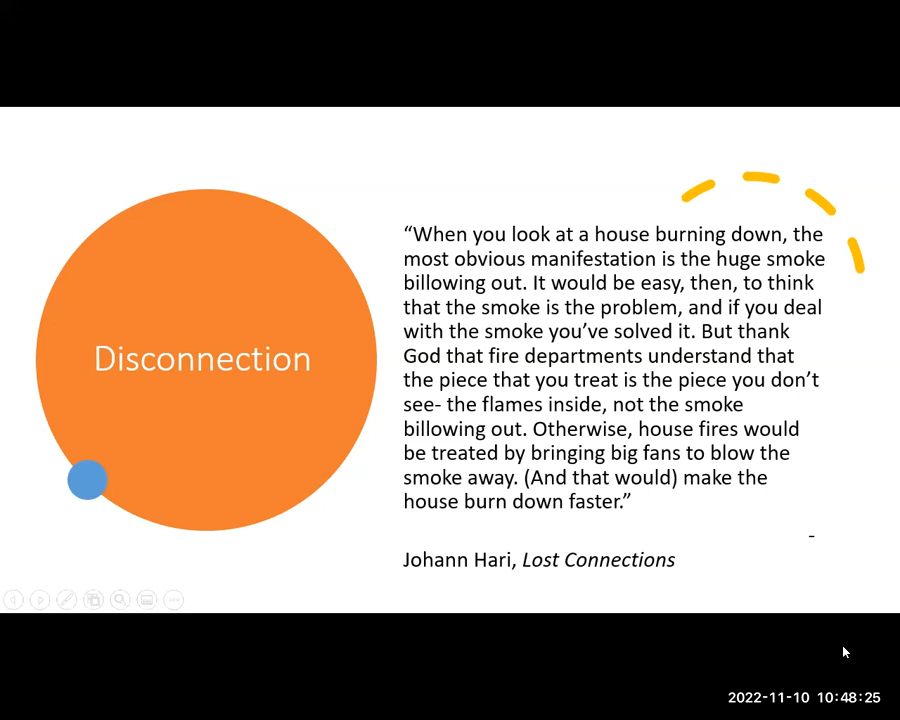 Disconnection
“When you look at a house burning down, the
most obvious manifestation is the huge smoke
billowing out. It would be easy, then, to think
that the smoke is the problem, and if you deal
with the smoke you’ve solved it. But thank
God that fire departments understand that
the piece that you treat is the piece you don’t
see- the flames inside, not the smoke
billowing out. Otherwise, house fires would
be treated by bringing big fans to blow the
smoke away. (And that would) make the
house burn down faster.”
-
Johann Hari, Lost Connections
2022-11-10 10:48:25